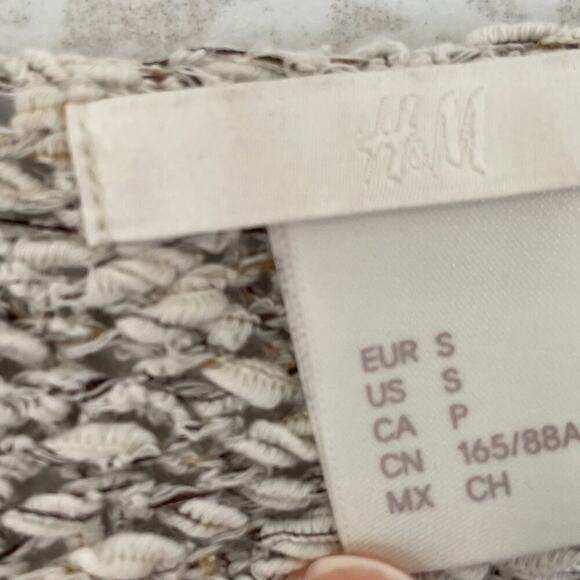 H&M
EUR S
US S
CA P
CN 165/88A
MX CH